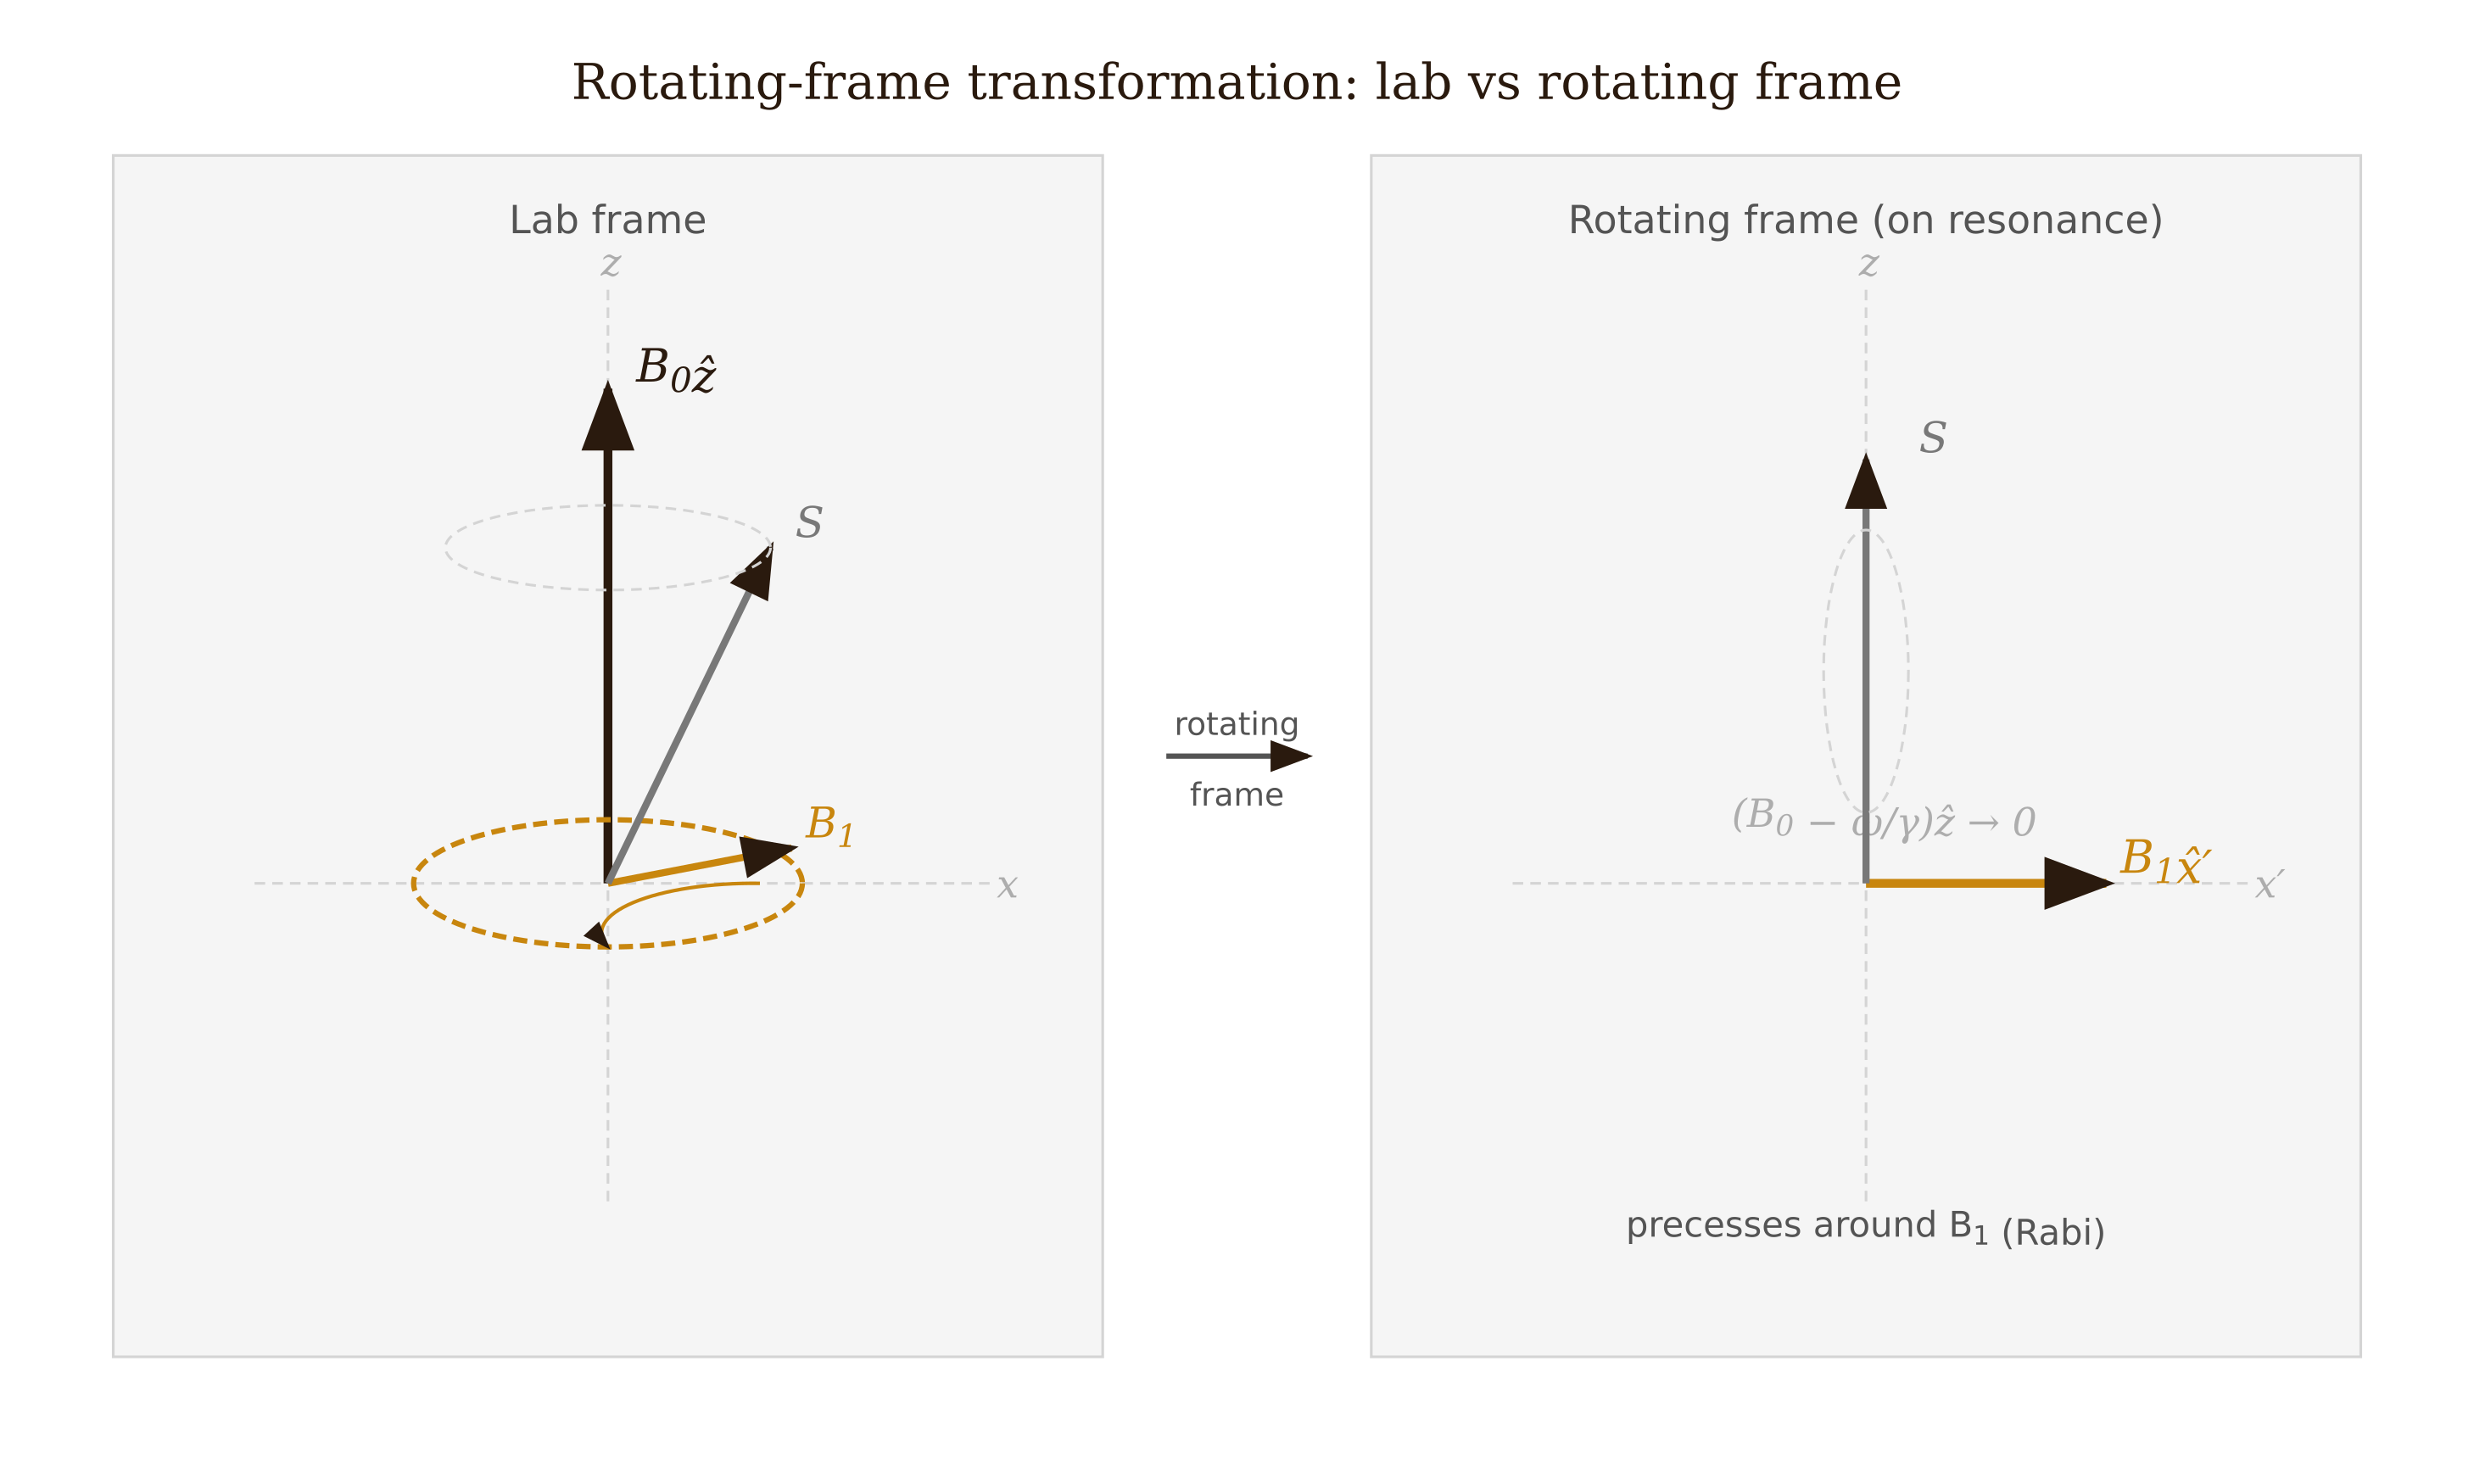 Rotating-frame transformation: lab vs rotating frame
Lab frame
z
B₀ẑ
S
B₁
x
rotating
frame
Rotating frame (on resonance)
z
S
(B₀ − ω/γ)ẑ → 0
B₁x̂′
x′
precesses around B₁ (Rabi)